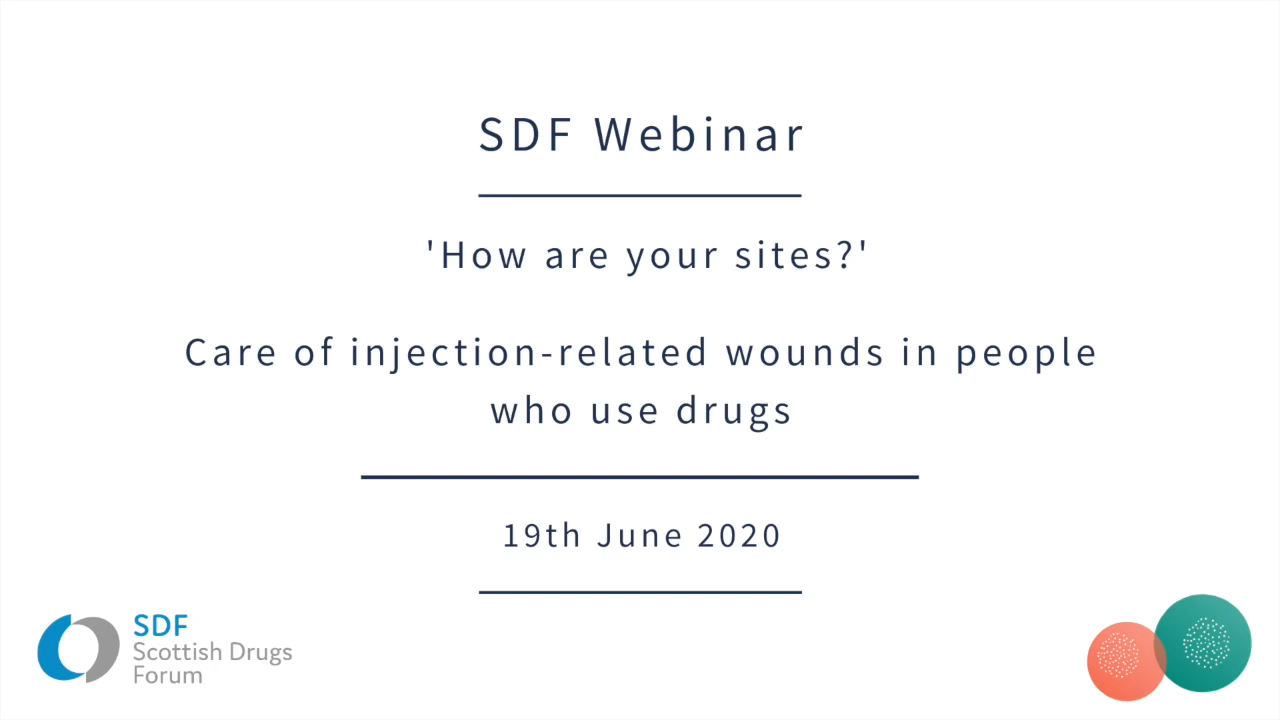 SDF Webinar
'How are your sites?'
Care of injection-related wounds in people
who use drugs
19th June 2020
SDF
Scottish Drugs
Forum